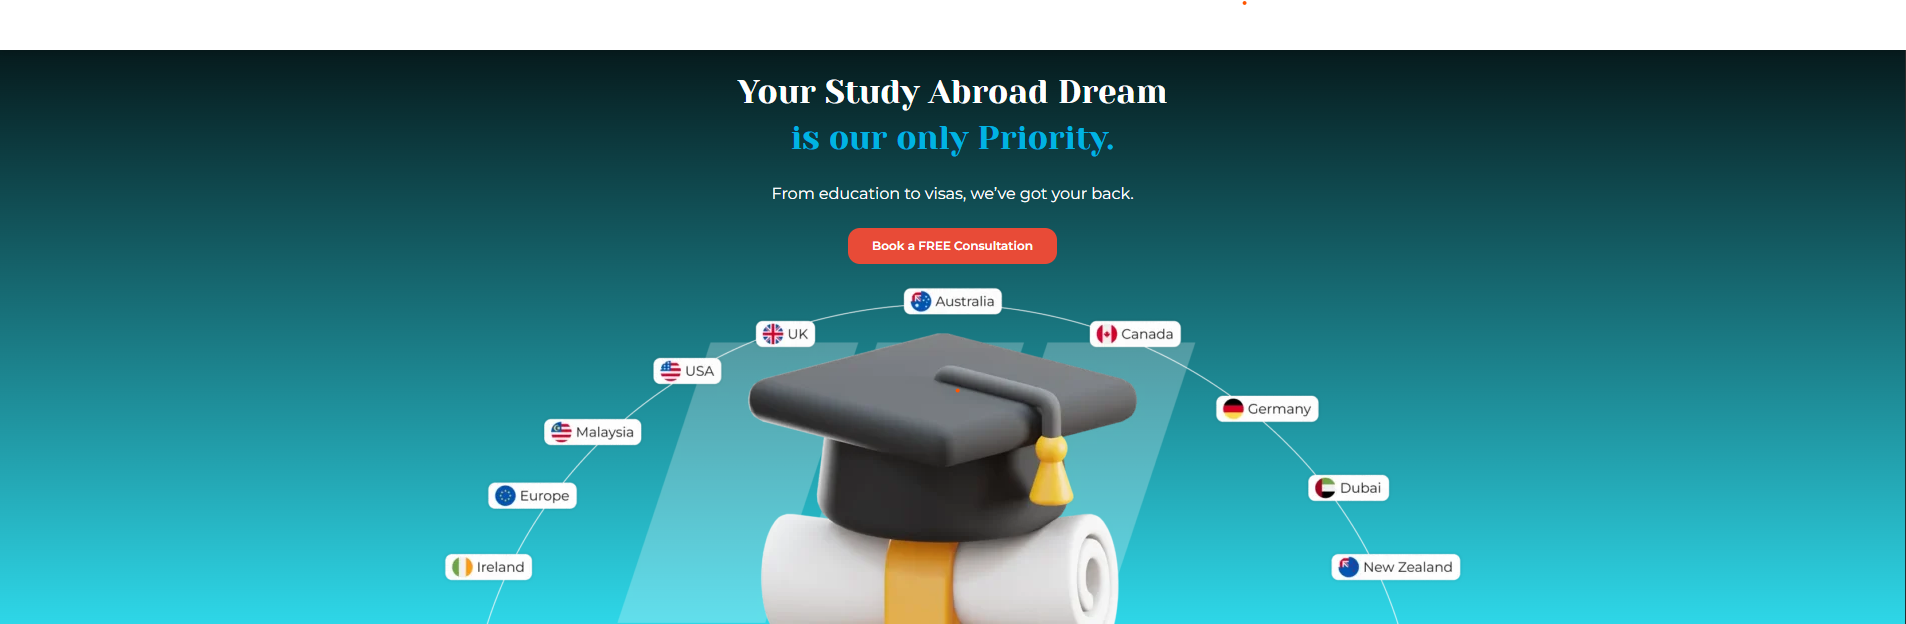 Your Study Abroad Dream
is our only Priority.
From education to visas, we’ve got your back.
Book a FREE Consultation
Australia
UK
Canada
USA
Germany
Malaysia
Dubai
Europe
Ireland
New Zealand